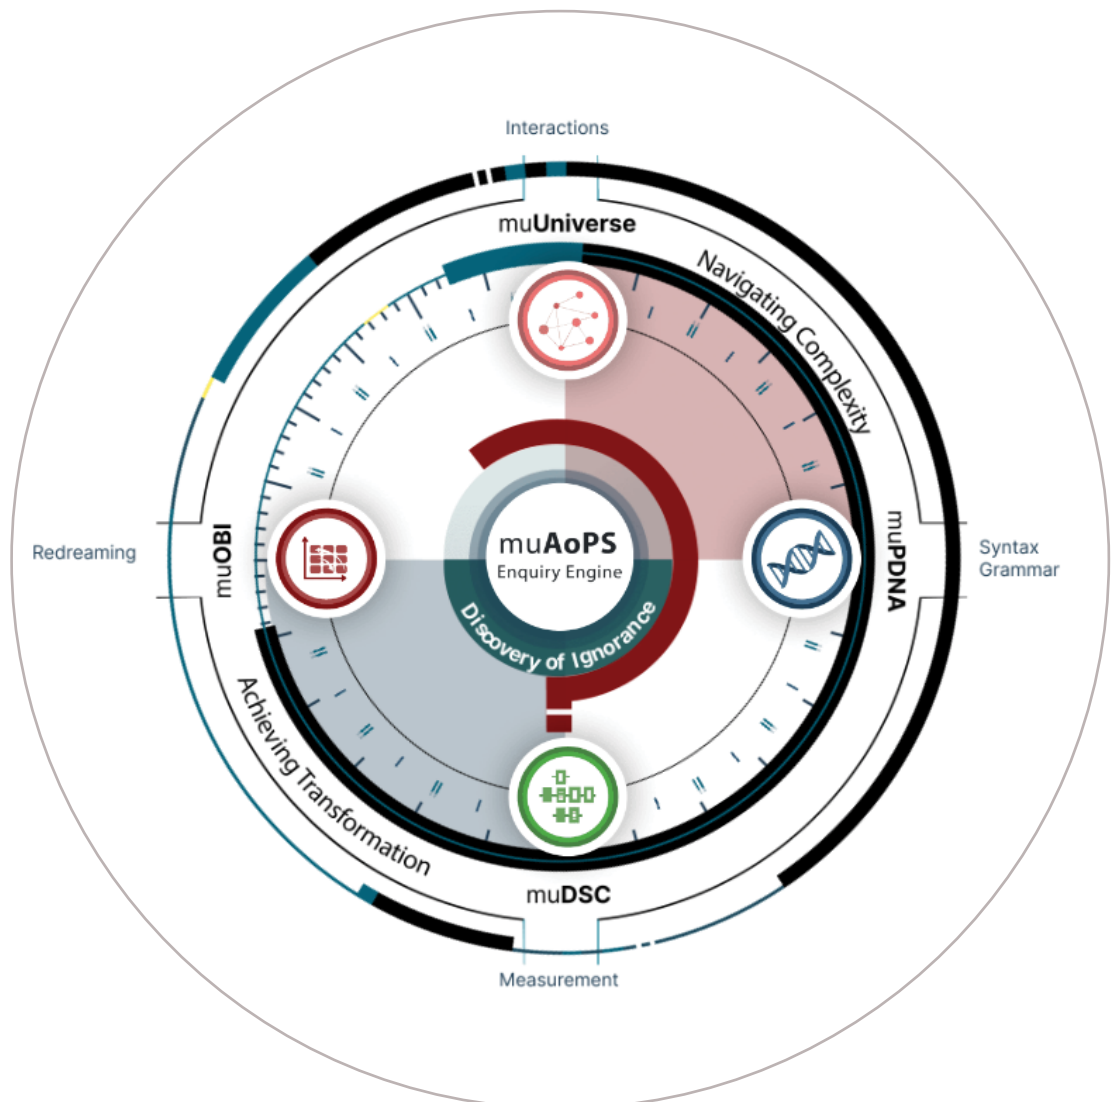 Interactions
muUniverse
Navigating Complexity
muAoPS
Enquiry Engine
Discovery of Ignorance
Redreaming
muOBI
muPDNA
Syntax
Grammar
Achieving Transformation
muDSC
Measurement